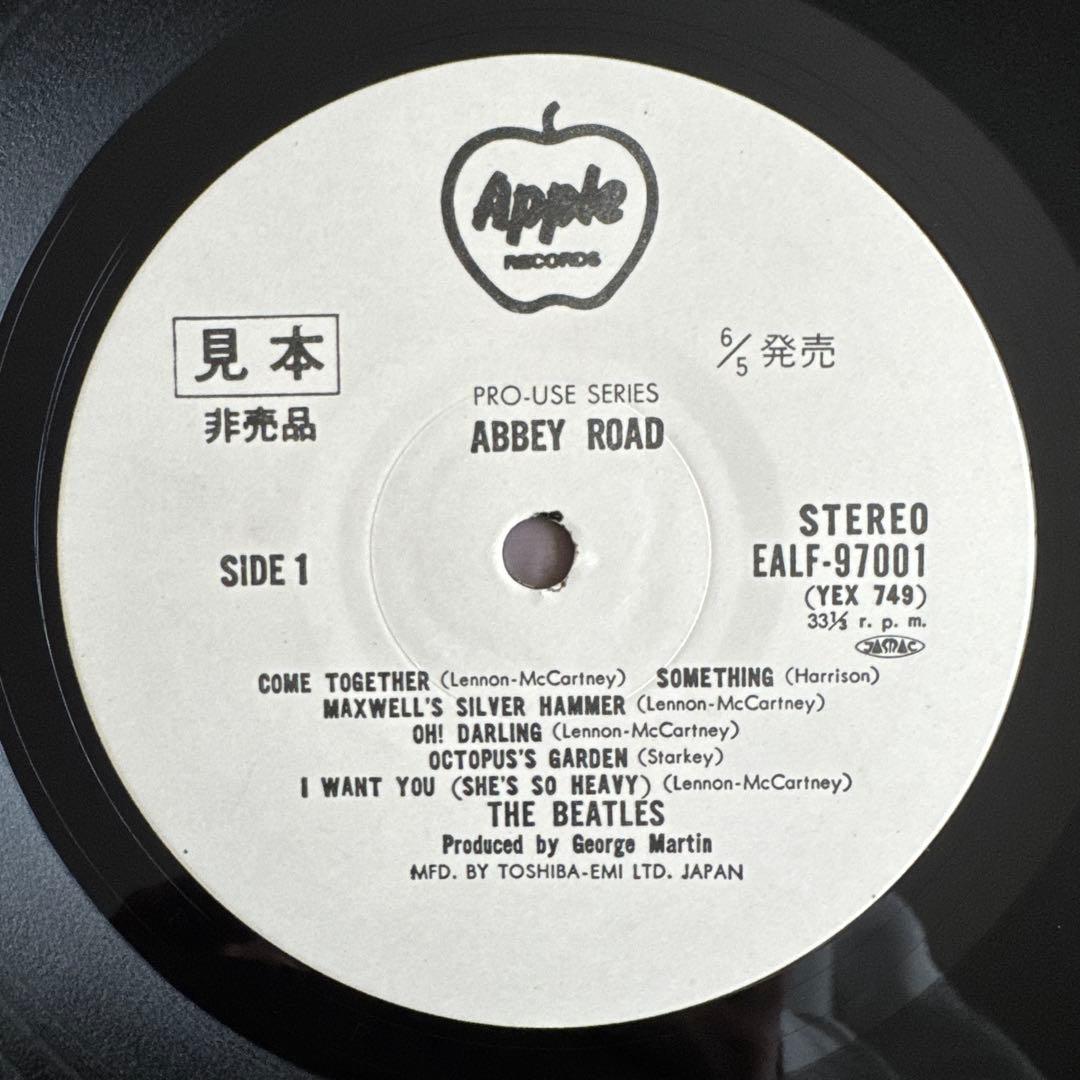 Apple
RECORDS
見本
非売品
6/5 発売
PRO-USE SERIES
ABBEY ROAD
SIDE 1
STEREO
EALF-97001
(YEX 749)
33⅓ r. p. m.
JASRAC
COME TOGETHER (Lennon-McCartney) SOMETHING (Harrison)
MAXWELL'S SILVER HAMMER (Lennon-McCartney)
OH! DARLING (Lennon-McCartney)
OCTOPUS'S GARDEN (Starkey)
I WANT YOU (SHE'S SO HEAVY) (Lennon-McCartney)
THE BEATLES
Produced by George Martin
MFD. BY TOSHIBA-EMI LTD. JAPAN